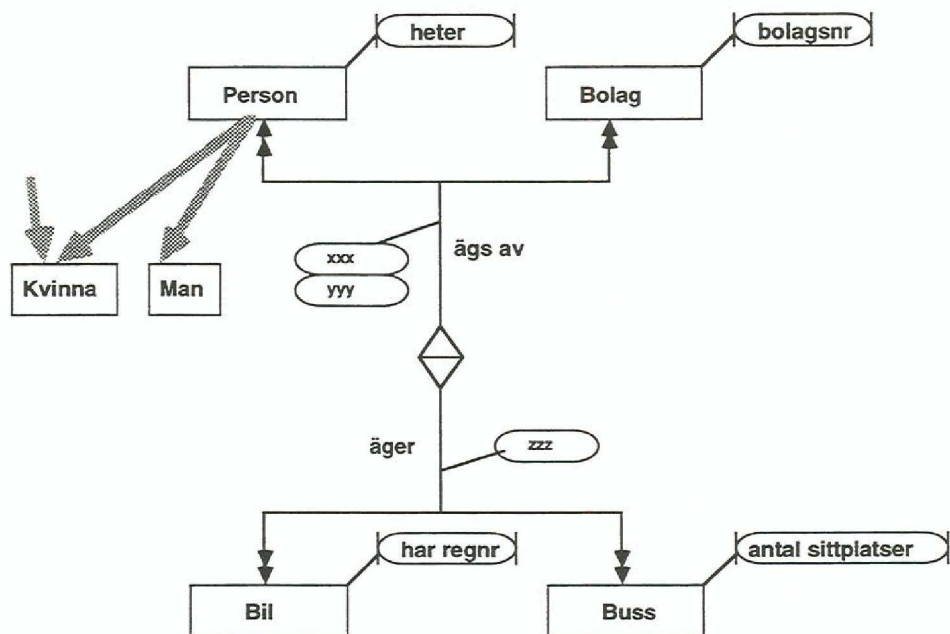 heter
bolagsnr
Person
Bolag
xxx
ägs av
Kvinna
Man
yyy
äger
zzz
har regnr
antal sittplatser
Bil
Buss